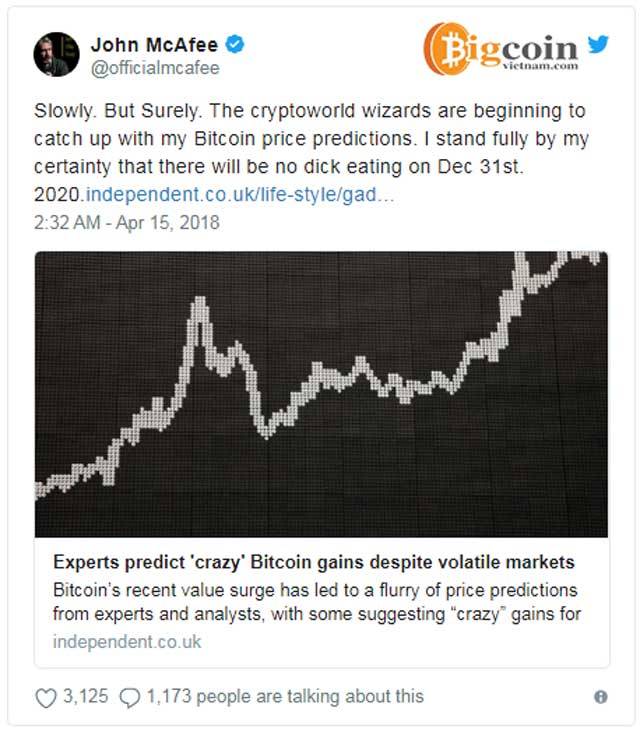 John McAfee
@officialmcafee
Bigcoin
vietnam.com
Slowly. But Surely. The cryptoworld wizards are beginning to
catch up with my Bitcoin price predictions. I stand fully by my
certainty that there will be no dick eating on Dec 31st.
2020.independent.co.uk/life-style/gad…
2:32 AM - Apr 15, 2018
Experts predict 'crazy' Bitcoin gains despite volatile markets
Bitcoin’s recent value surge has led to a flurry of price predictions
from experts and analysts, with some suggesting “crazy” gains for
independent.co.uk
3,125 1,173 people are talking about this